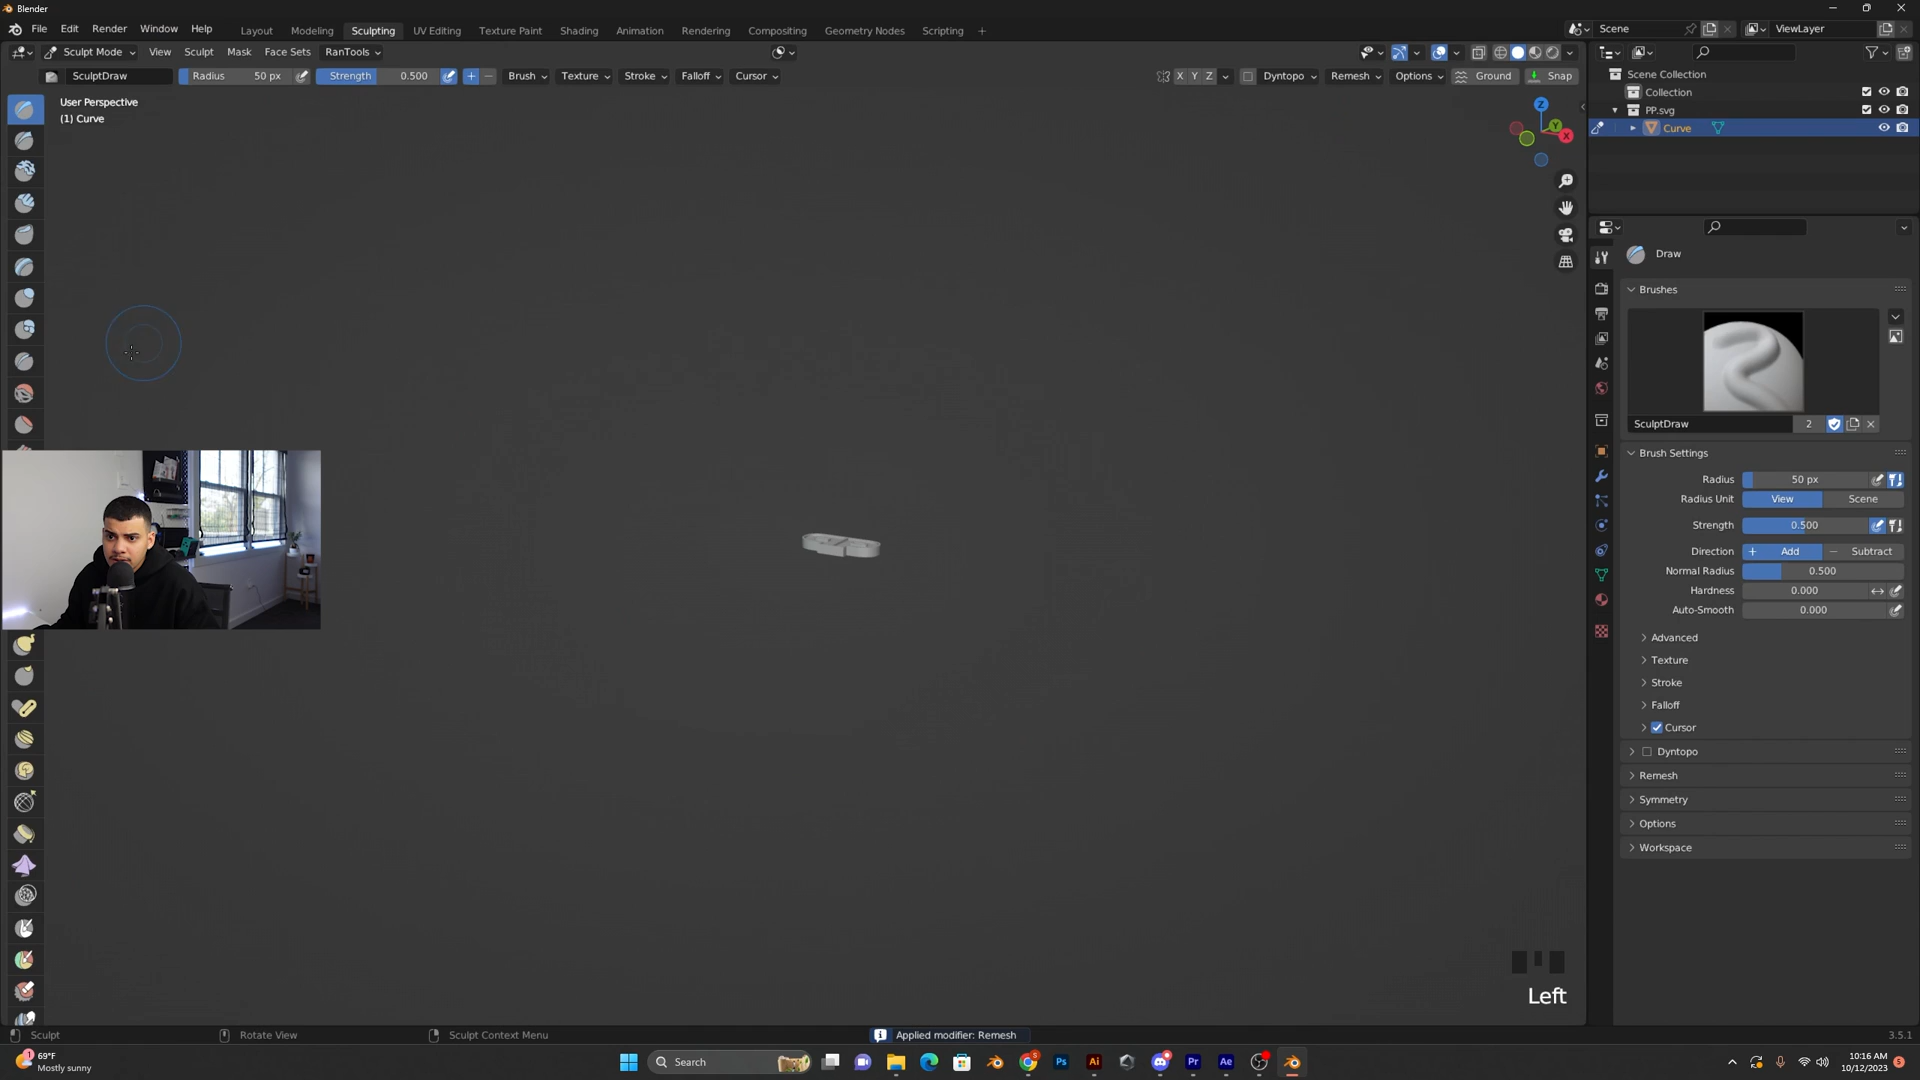 Blender
File Edit Render Window Help
Layout Modeling Sculpting UV Editing Texture Paint Shading Animation Rendering Compositing Geometry Nodes Scripting +
Scene ViewLayer
Sculpt Mode View Sculpt Mask Face Sets RanTools
SculptDraw Radius 50 px Strength 0.500 Brush Texture Stroke Falloff Cursor
X Y Z Dyntopo Remesh Options Ground Snap
User Perspective
(1) Curve
Z
Y
X
Scene Collection
Collection
PP.svg
Curve
Draw
Brushes
SculptDraw 2
Brush Settings
Radius 50 px
Radius Unit View Scene
Strength 0.500
Direction + Add − Subtract
Normal Radius 0.500
Hardness 0.000
Auto-Smooth 0.000
Advanced
Texture
Stroke
Falloff
Cursor
Dyntopo
Remesh
Symmetry
Options
Workspace
Left
Sculpt Rotate View Sculpt Context Menu Applied modifier: Remesh 3.5.1
1 69°F
Mostly sunny
Search
Ps Ai Pr Ae
10:16 AM
10/12/2023
5